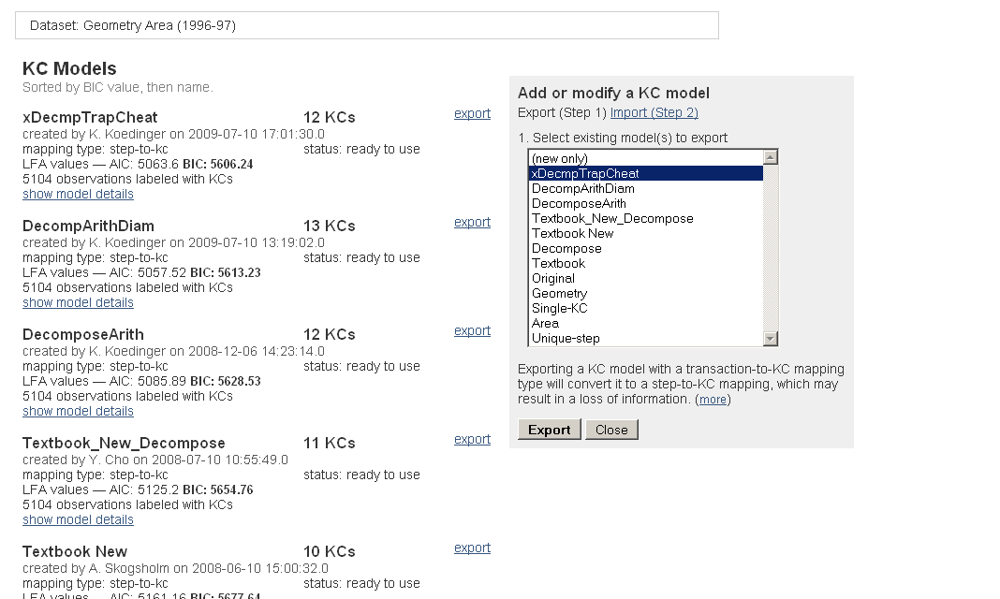 Dataset: Geometry Area (1996-97)
KC Models
Sorted by BIC value, then name.
xDecmpTrapCheat 12 KCs export
created by K. Koedinger on 2009-07-10 17:01:30.0
mapping type: step-to-kc status: ready to use
LFA values — AIC: 5063.6 BIC: 5606.24
5104 observations labeled with KCs
show model details
DecompArithDiam 13 KCs export
created by K. Koedinger on 2009-07-10 13:19:02.0
mapping type: step-to-kc status: ready to use
LFA values — AIC: 5057.52 BIC: 5613.23
5104 observations labeled with KCs
show model details
DecomposeArith 12 KCs export
created by K. Koedinger on 2008-12-06 14:23:14.0
mapping type: step-to-kc status: ready to use
LFA values — AIC: 5085.89 BIC: 5628.53
5104 observations labeled with KCs
show model details
Textbook_New_Decompose 11 KCs export
created by Y. Cho on 2008-07-10 10:55:49.0
mapping type: step-to-kc status: ready to use
LFA values — AIC: 5125.2 BIC: 5654.76
5104 observations labeled with KCs
show model details
Textbook New 10 KCs export
created by A. Skogsholm on 2008-06-10 15:00:32.0
mapping type: step-to-kc status: ready to use
LFA values — AIC: 5161.16 BIC: 5677.64
Add or modify a KC model
Export (Step 1) Import (Step 2)
1. Select existing model(s) to export
(new only)
xDecmpTrapCheat
DecompArithDiam
DecomposeArith
Textbook_New_Decompose
Textbook New
Decompose
Textbook
Original
Geometry
Single-KC
Area
Unique-step
Exporting a KC model with a transaction-to-KC mapping
type will convert it to a step-to-KC mapping, which may
result in a loss of information. (more)
Export Close